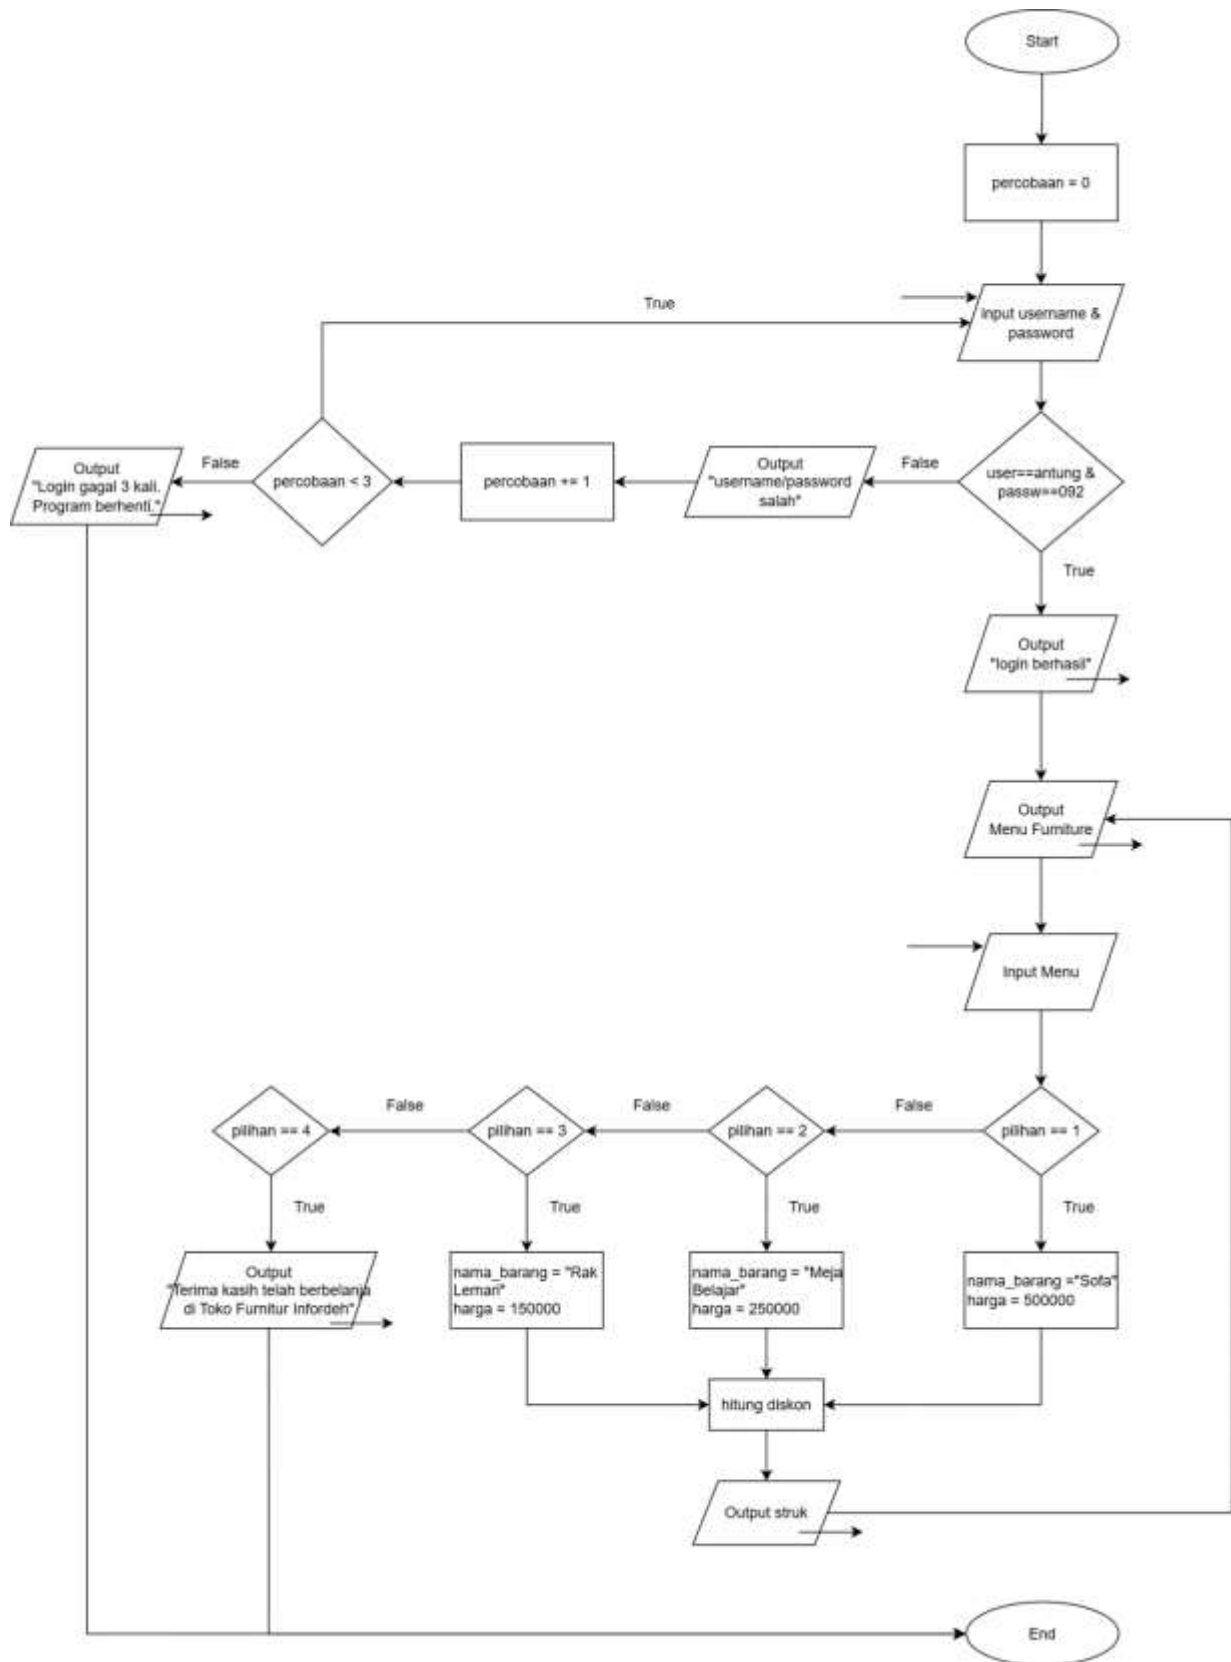 Start
percobaan = 0
True
Input username &
password
Output
"Login gagal 3 kali.
Program berhenti."
False
percobaan < 3
percobaan += 1
Output
"username/password
salah"
False
user==antung &
passw==092
True
Output
"login berhasil"
Output
Menu Furniture
Input Menu
pilihan == 4
False
pilihan == 3
False
pilihan == 2
False
pilihan == 1
True
True
True
True
Output
"Terima kasih telah berbelanja
di Toko Furnitur Infordeh"
nama_barang = "Rak
Lemari"
harga = 150000
nama_barang = "Meja
Belajar"
harga = 250000
nama_barang ="Sofa"
harga = 500000
hitung diskon
Output struk
End